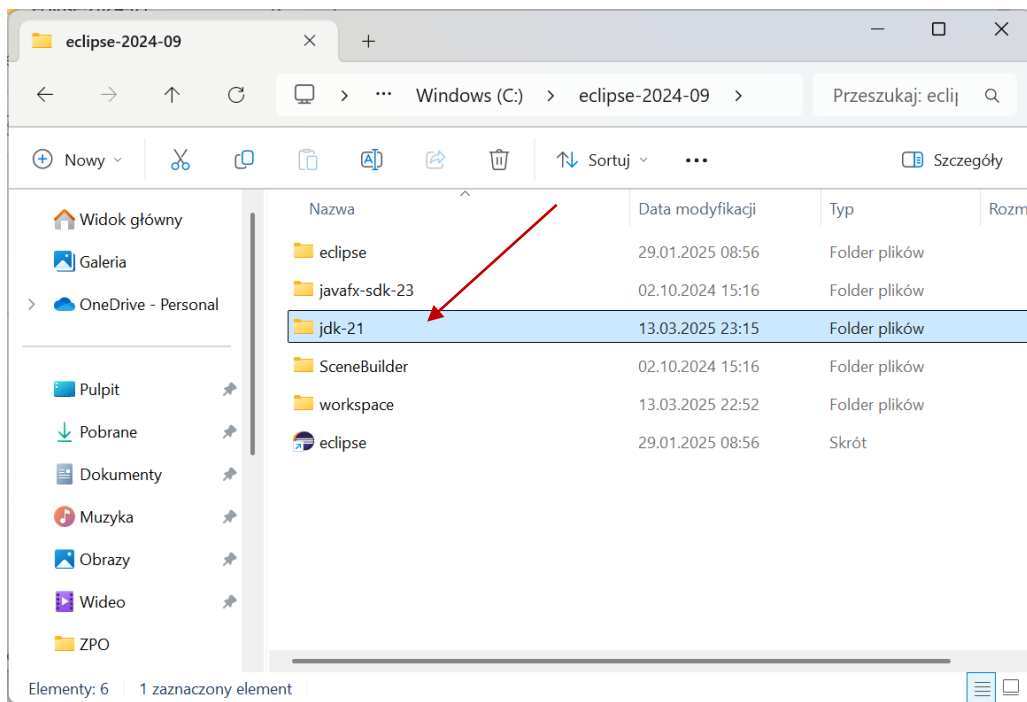 eclipse-2024-09
Windows (C:) eclipse-2024-09 Przeszukaj: eclip
Nowy Sortuj Szczegóły
Nazwa Data modyfikacji Typ Rozm
Widok główny
Galeria
OneDrive - Personal
Pulpit
Pobrane
Dokumenty
Muzyka
Obrazy
Wideo
ZPO
eclipse 29.01.2025 08:56 Folder plików
javafx-sdk-23 02.10.2024 15:16 Folder plików
jdk-21 13.03.2025 23:15 Folder plików
SceneBuilder 02.10.2024 15:16 Folder plików
workspace 13.03.2025 22:52 Folder plików
eclipse 29.01.2025 08:56 Skrót
Elementy: 6 1 zaznaczony element